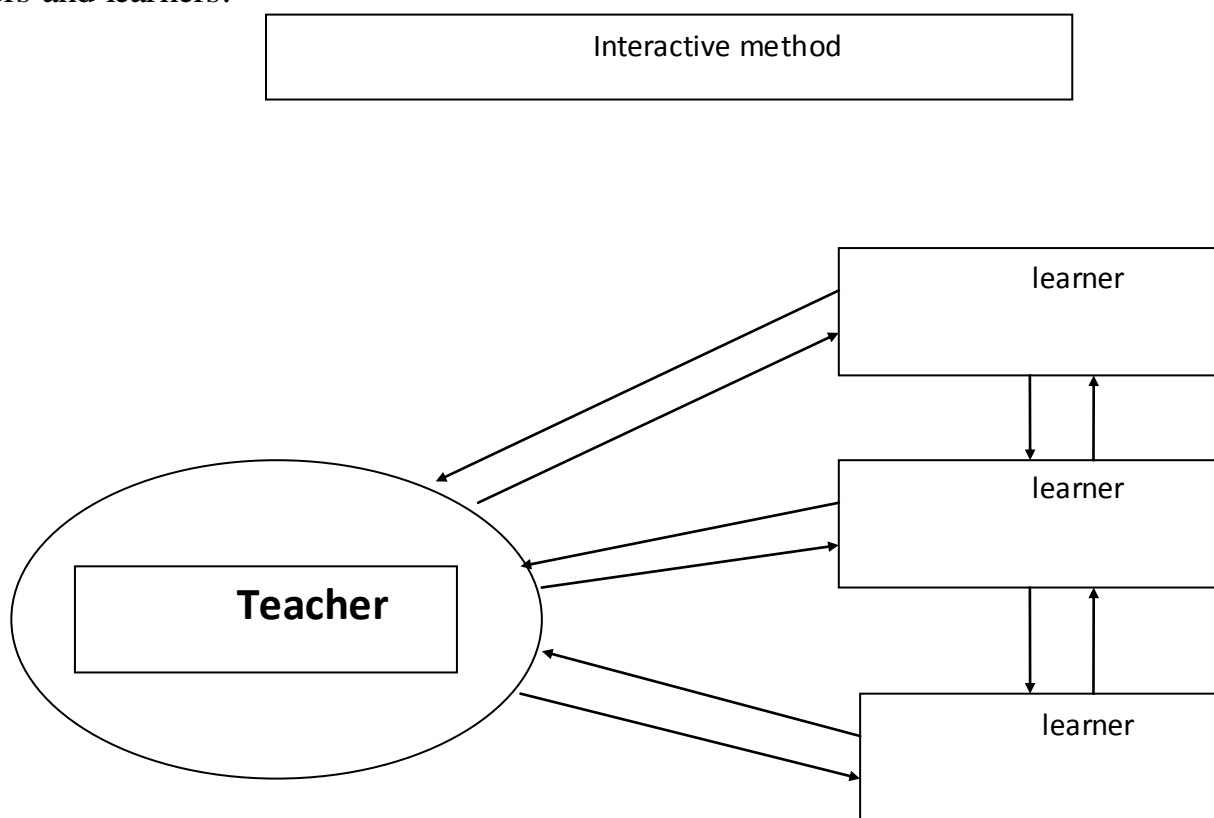 and learners.
Interactive method
learner
learner
Teacher
learner